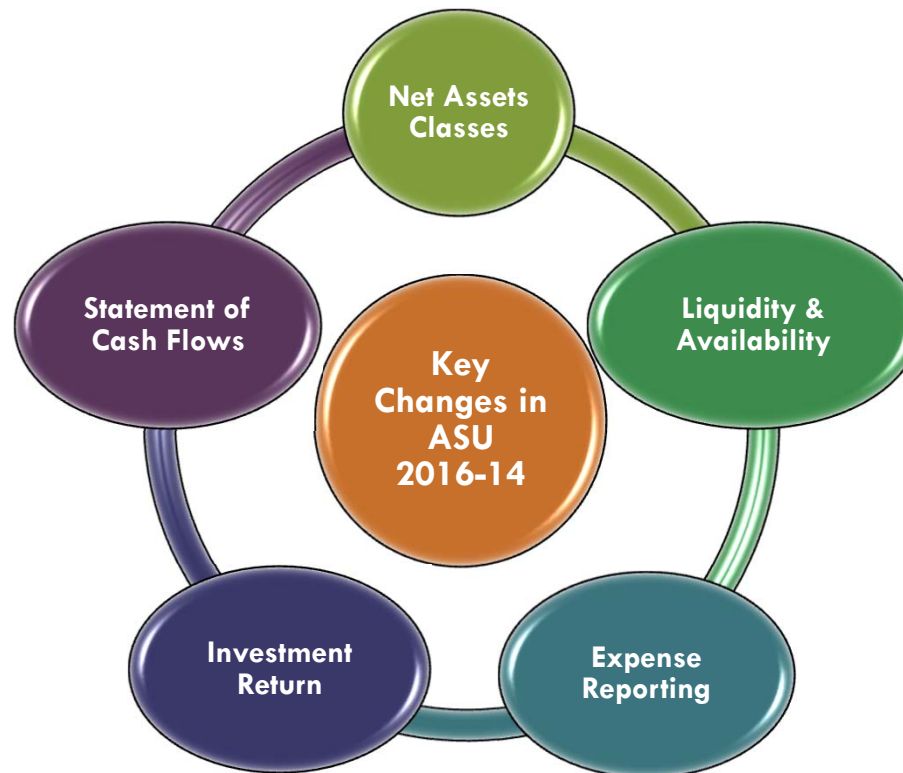 Net Assets
Classes
Statement of
Cash Flows
Liquidity &
Availability
Key
Changes in
ASU
2016-14
Investment
Return
Expense
Reporting